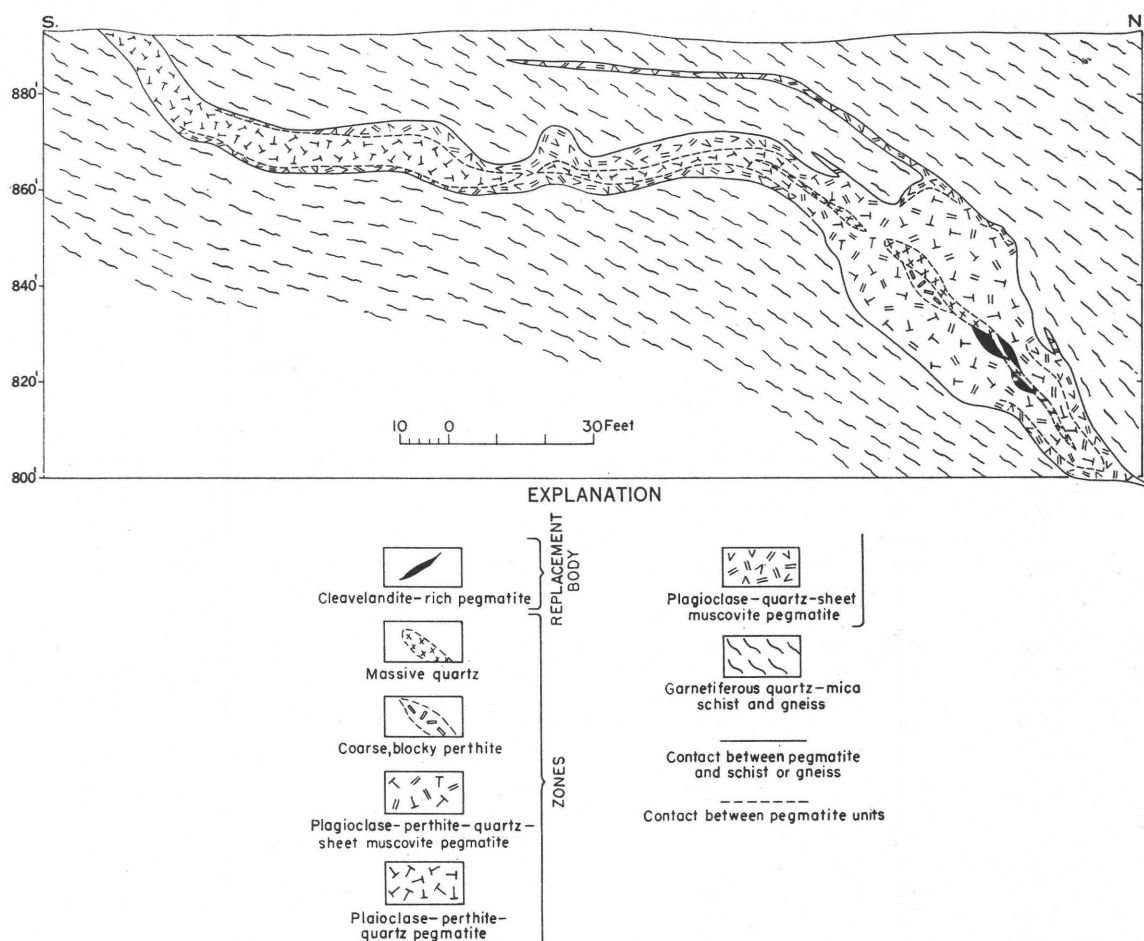 S. N
880'
860'
840'
820'
800'
10 0 30 Feet
EXPLANATION
Cleavelandite-rich pegmatite
REPLACEMENT
BODY
Massive quartz
Coarse, blocky perthite
Plagioclase-perthite-quartz-
sheet muscovite pegmatite
Plaioclase-perthite-
quartz pegmatite
ZONES
Plagioclase-quartz-sheet
muscovite pegmatite
Garnetiferous quartz-mica
schist and gneiss
Contact between pegmatite
and schist or gneiss
Contact between pegmatite units